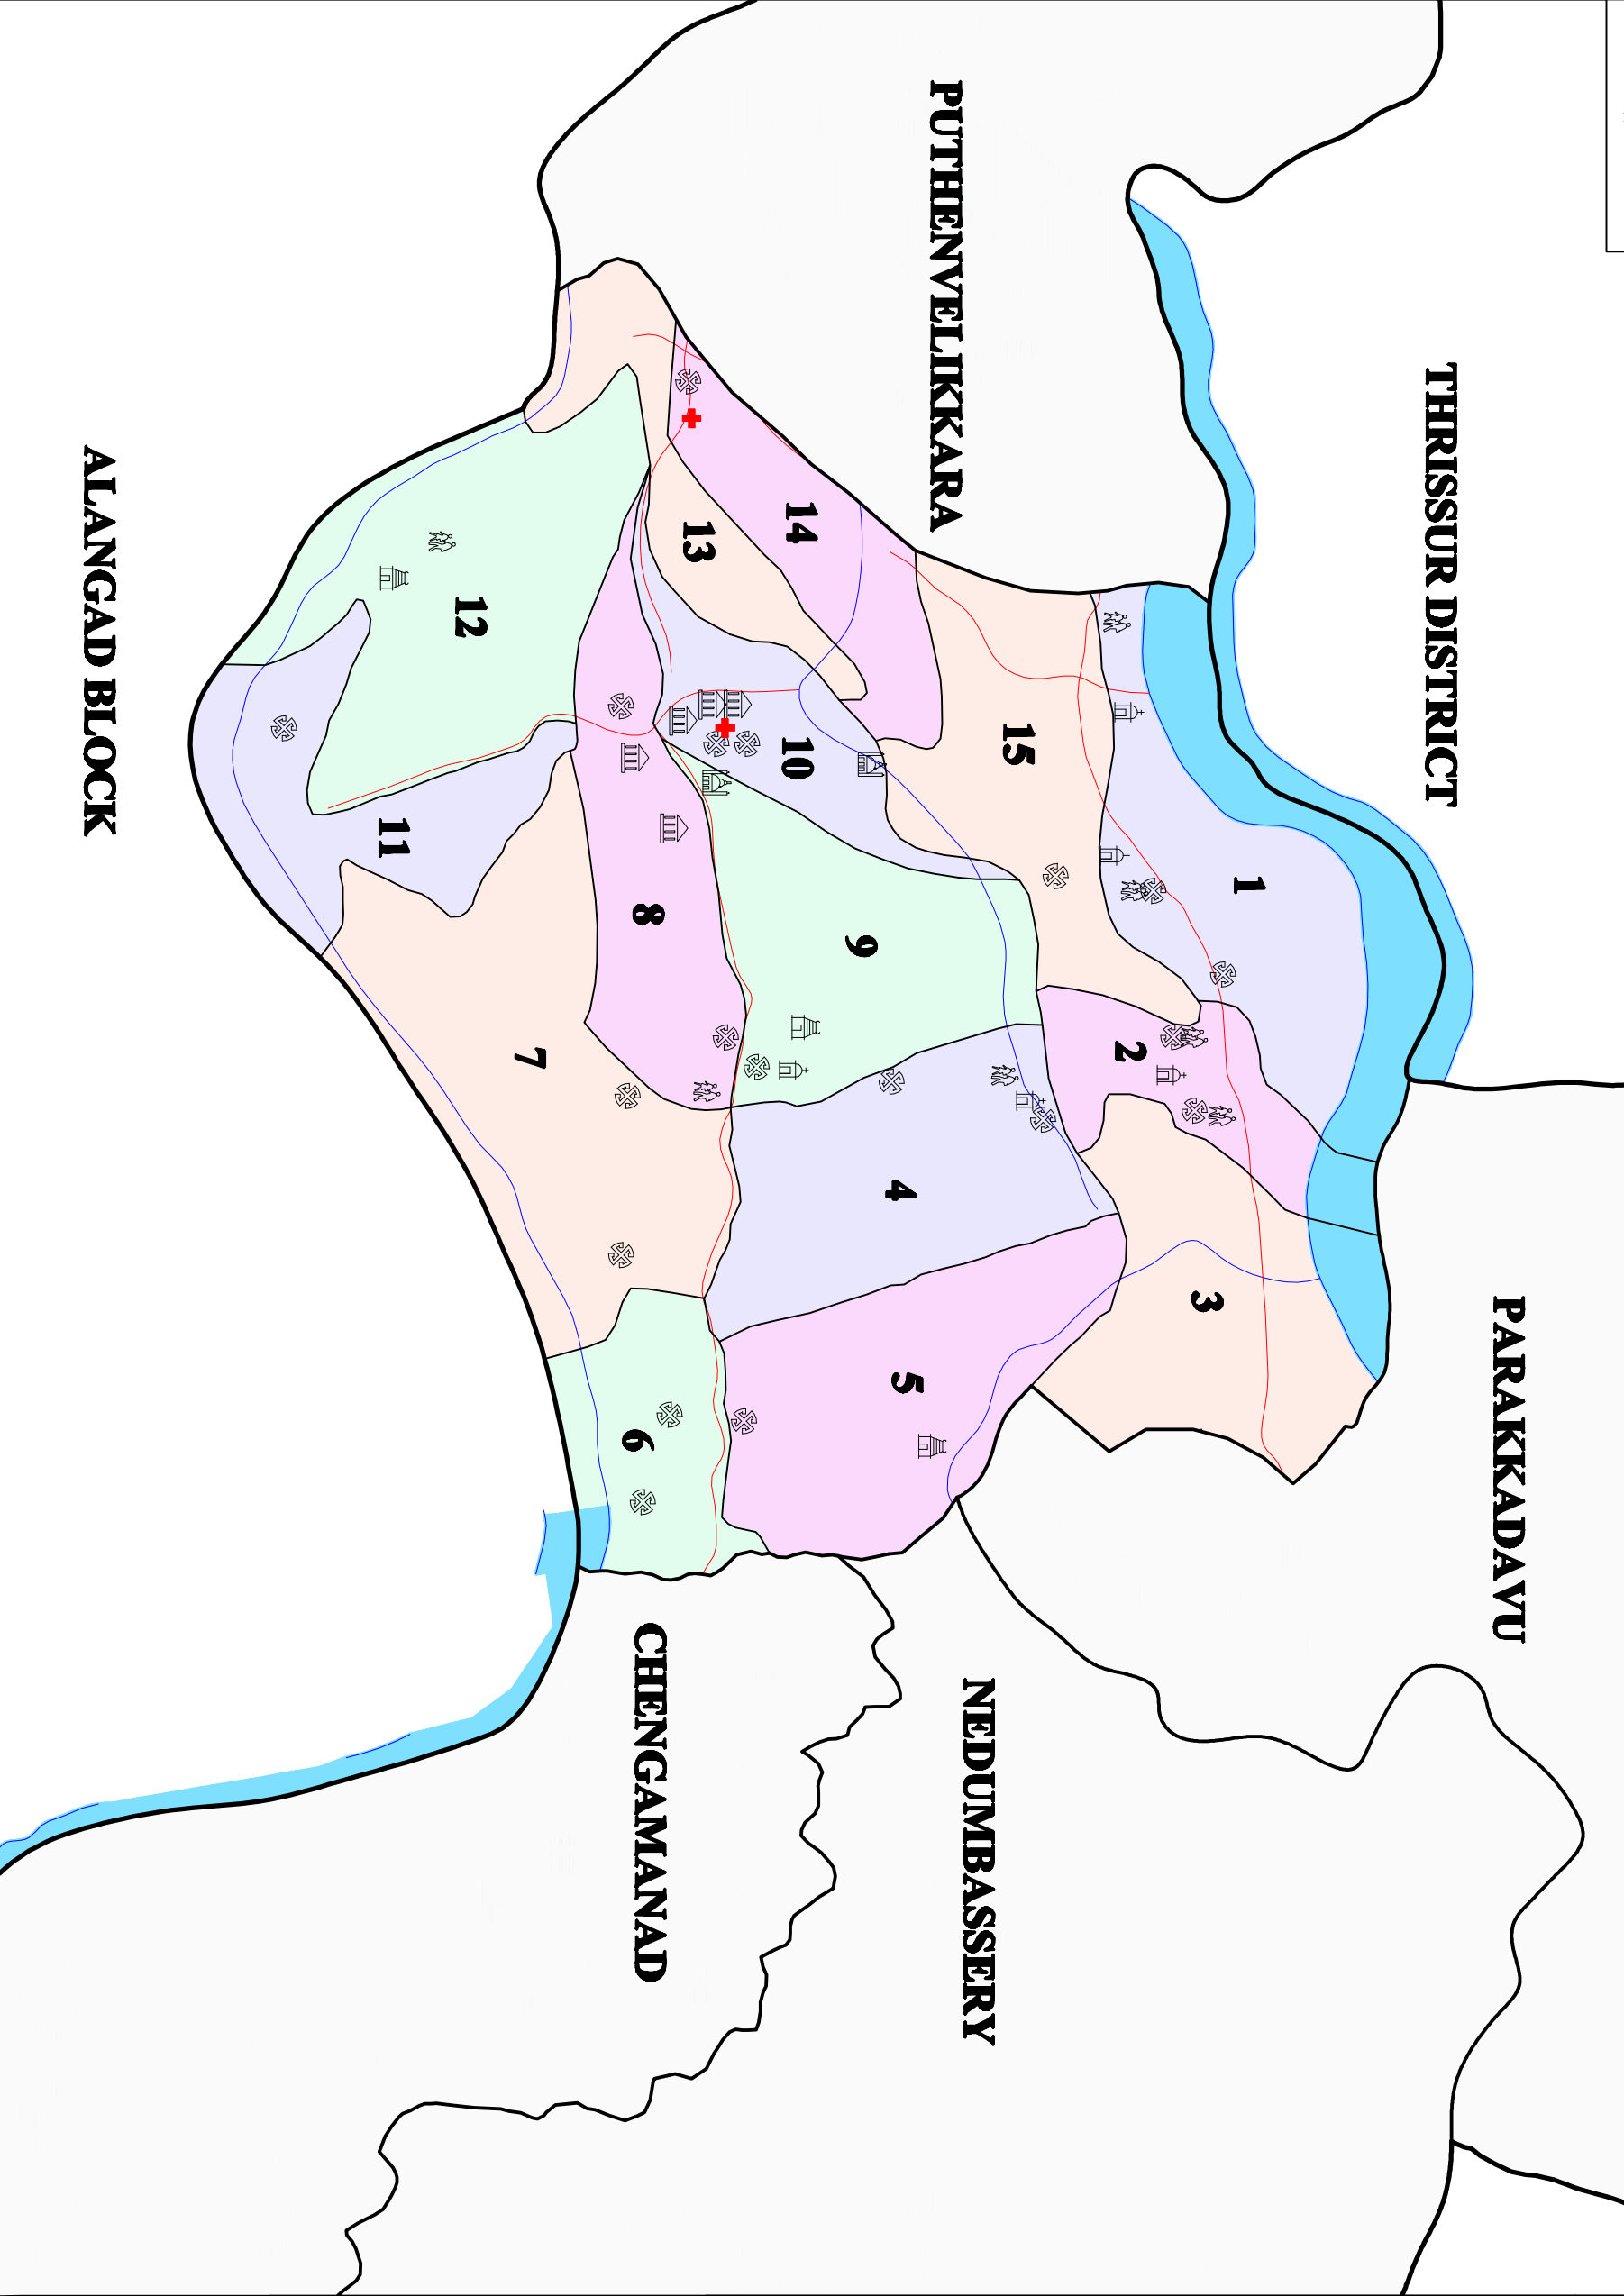 THRISSUR DISTRICT
PUTHENVELIKKARA
PARAKKADAVU
1
15
2
3
14
10
9
4
5
13
8
12
7
6
11
NEDUMBASSERY
CHENGAMANAD
ALANGAD BLOCK